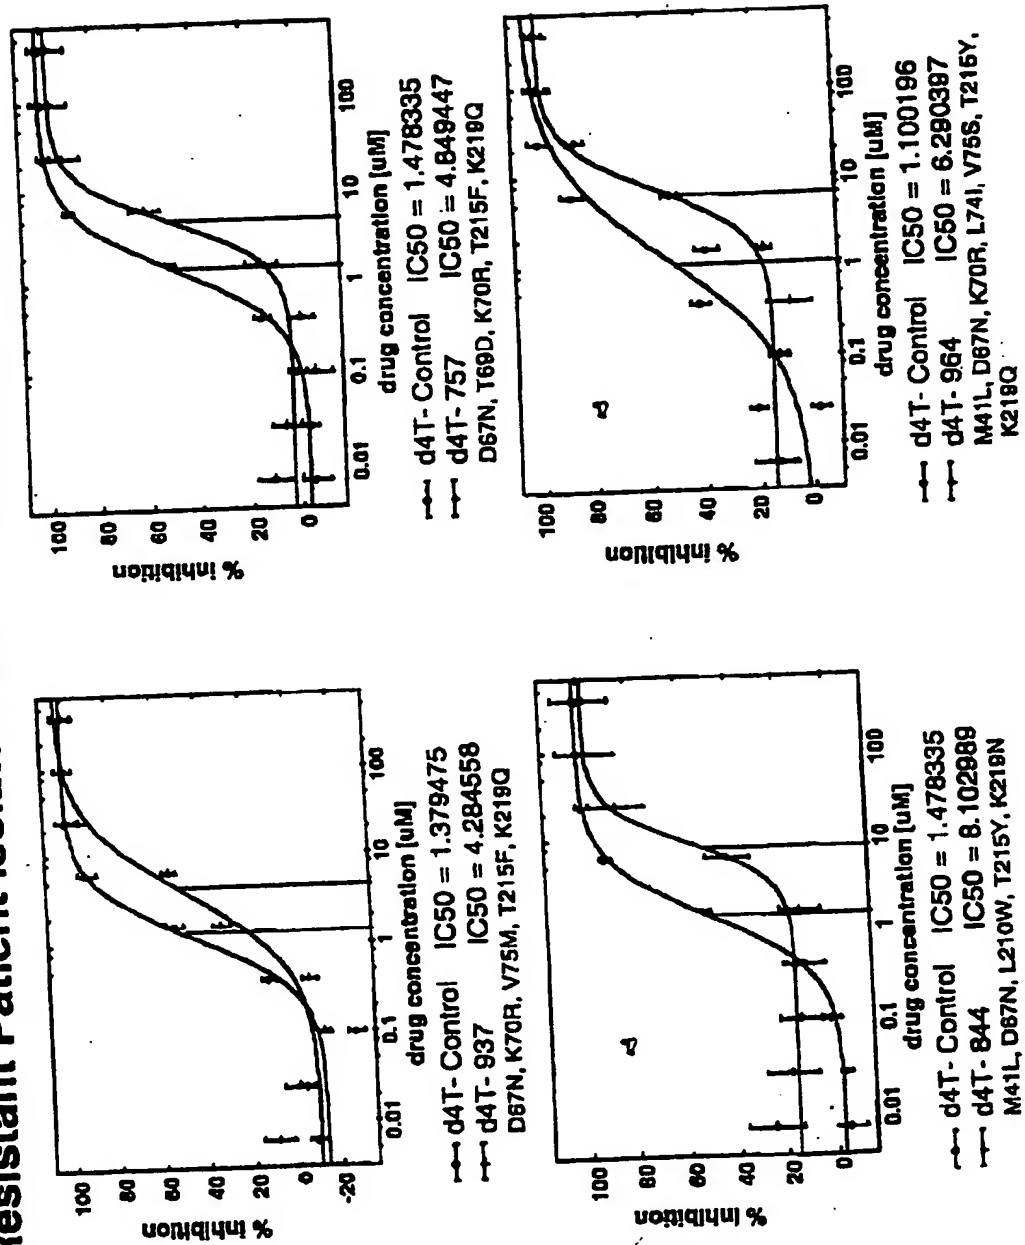 Resistant Patient
100
80
60
40
20
0
-20
% inhibition
0.01
0.1
1
10
100
drug concentration [uM]
d4T- Control IC50 = 1.379475
d4T- 937 IC50 = 4.284558
D67N, K70R, V75M, T215F, K219Q
100
80
60
40
20
0
% inhibition
0.01
0.1
1
10
100
drug concentration [uM]
d4T- Control IC50 = 1.478335
d4T- 757 IC50 = 4.849447
D67N, T69D, K70R, T215F, K219Q
100
80
60
40
20
0
% inhibition
0.01
0.1
1
10
100
drug concentration [uM]
d4T- Control IC50 = 1.478335
d4T- 844 IC50 = 8.102989
M41L, D67N, L210W, T215Y, K219N
100
80
60
40
20
0
% inhibition
0.01
0.1
1
10
100
drug concentration [uM]
d4T- Control IC50 = 1.100196
d4T- 964 IC50 = 6.290397
M41L, D67N, K70R, L74I, V75S, T215Y,
K219Q